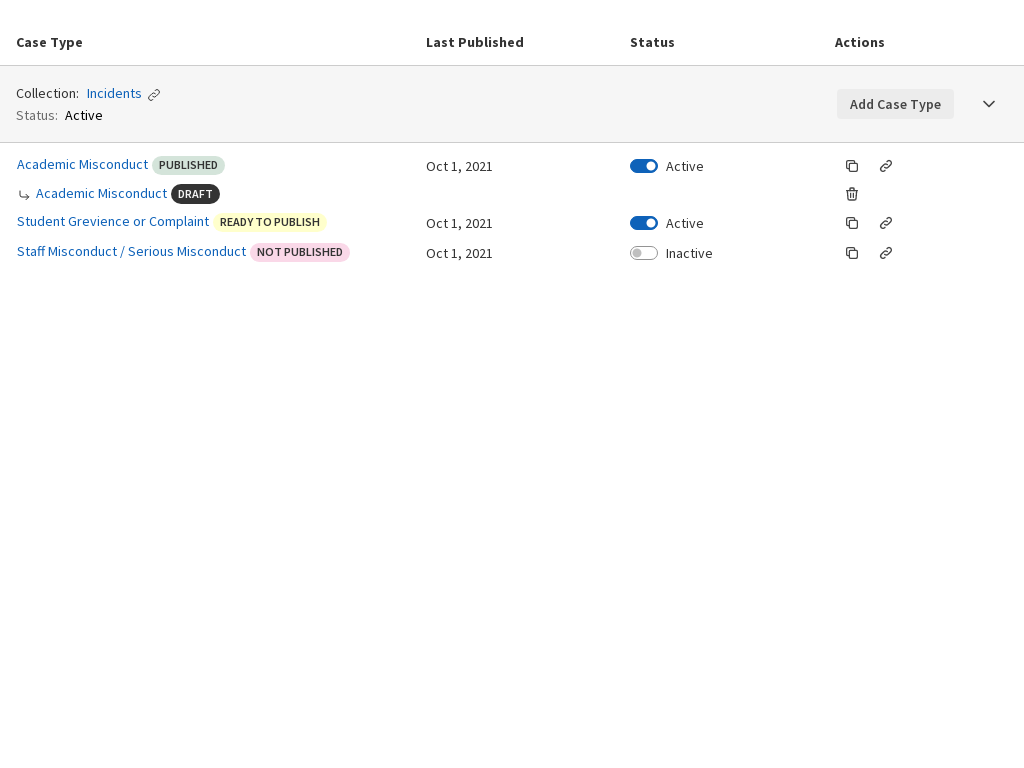 Case Type Last Published Status Actions
Collection: Incidents
Status: Active
Add Case Type
Academic Misconduct PUBLISHED Oct 1, 2021 Active
Academic Misconduct DRAFT
Student Grevience or Complaint READY TO PUBLISH Oct 1, 2021 Active
Staff Misconduct / Serious Misconduct NOT PUBLISHED Oct 1, 2021 Inactive